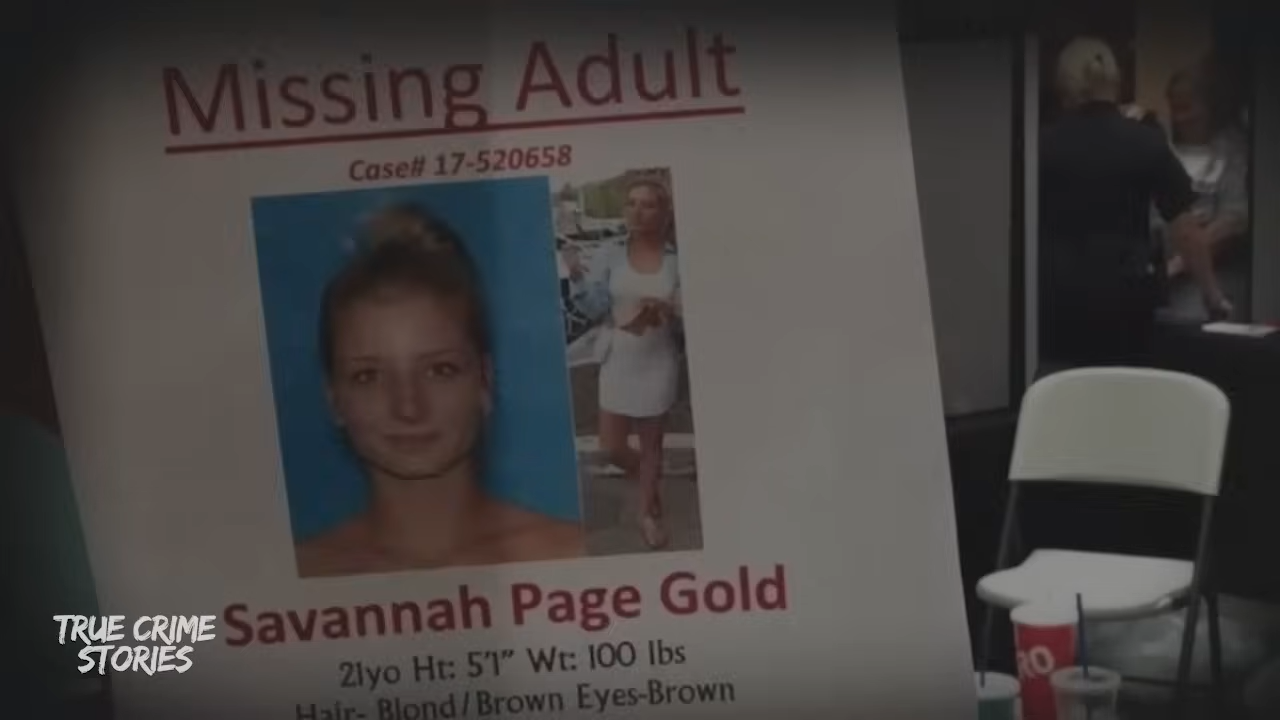 Missing Adult
Case# 17-520658
Savannah Page Gold
21yo Ht: 5'1" Wt: 100 lbs
Hair- Blond/Brown Eyes-Brown
TRUE CRIME
STORIES
RO